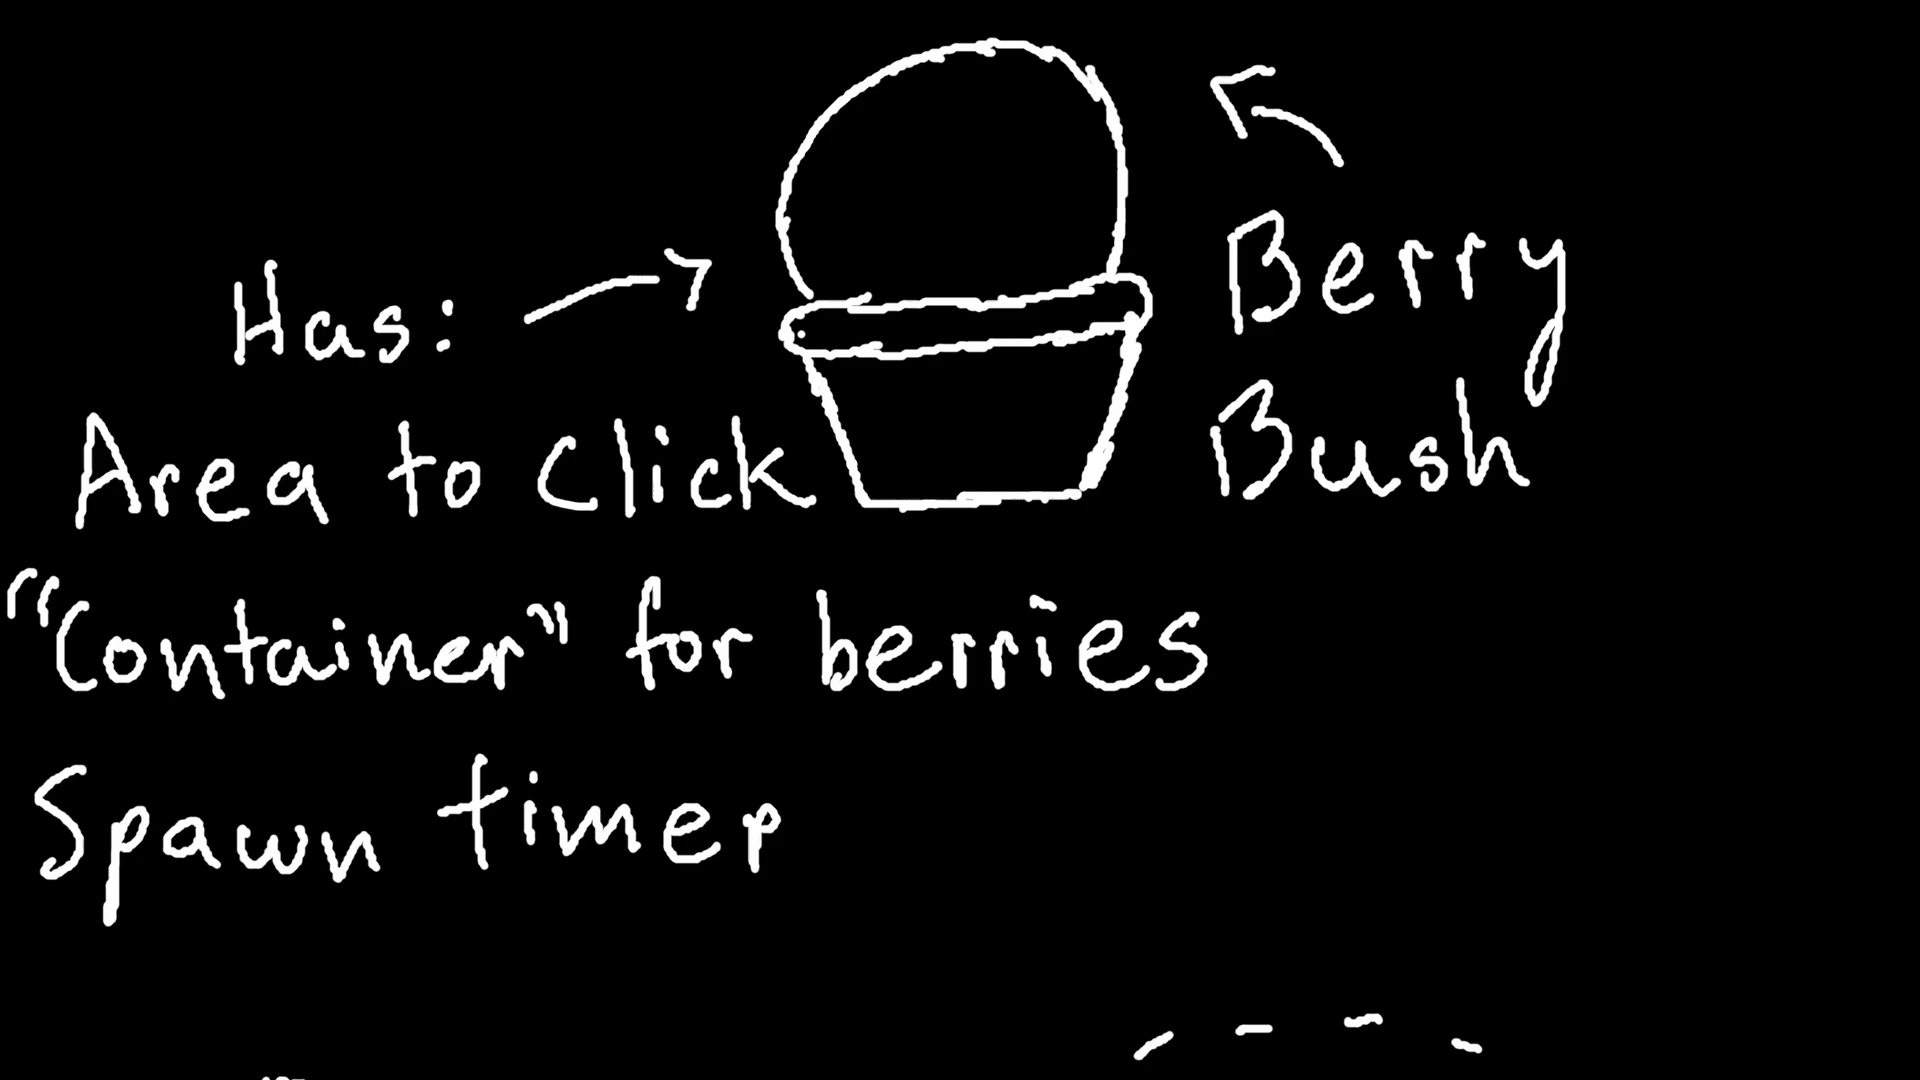 Has:
Berry
Bush
Area to Click
"Container" for berries
Spawn timer